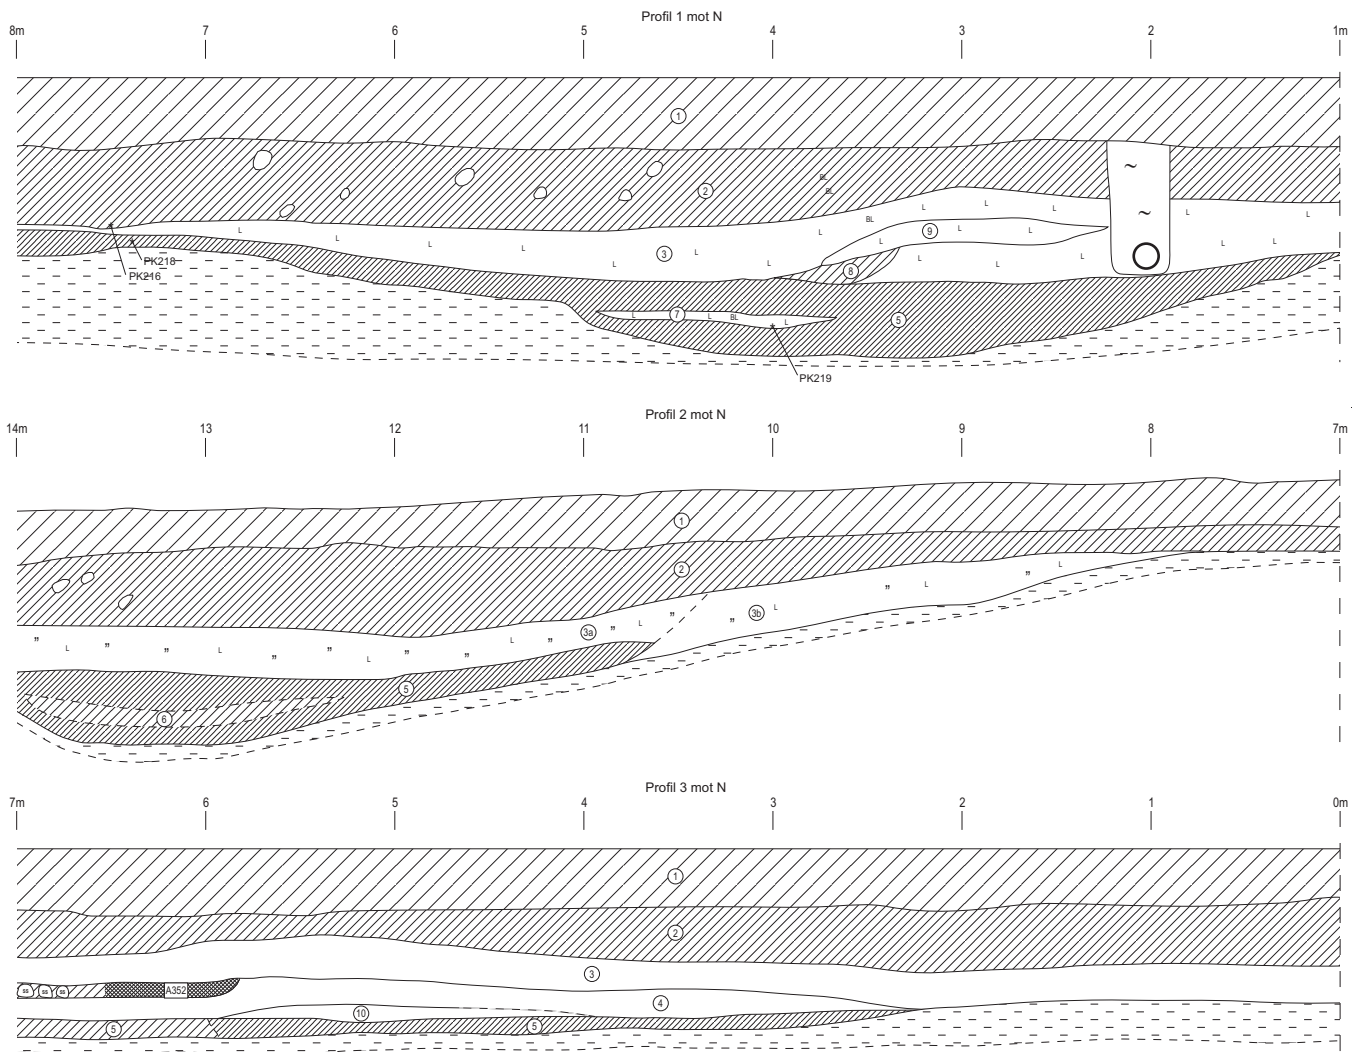 Profil 1 mot N
8m 7 6 5 4 3 2 1m
1
BL
2 BL
L L L L
BL L L
L 9 L L L L
L L L
L 3 L L L L
PK218 L L L L
PK216 8
L 7 L BL L 5
PK219
Profil 2 mot N
14m 13 12 11 10 9 8 7m
1
2
L
” L
” L
3b L
” L 3a ” L ”
L ” L ” ” L ” ”
5
6
Profil 3 mot N
7m 6 5 4 3 2 1 0m
1
2
3
ss ss ss A352
4
10
5 5